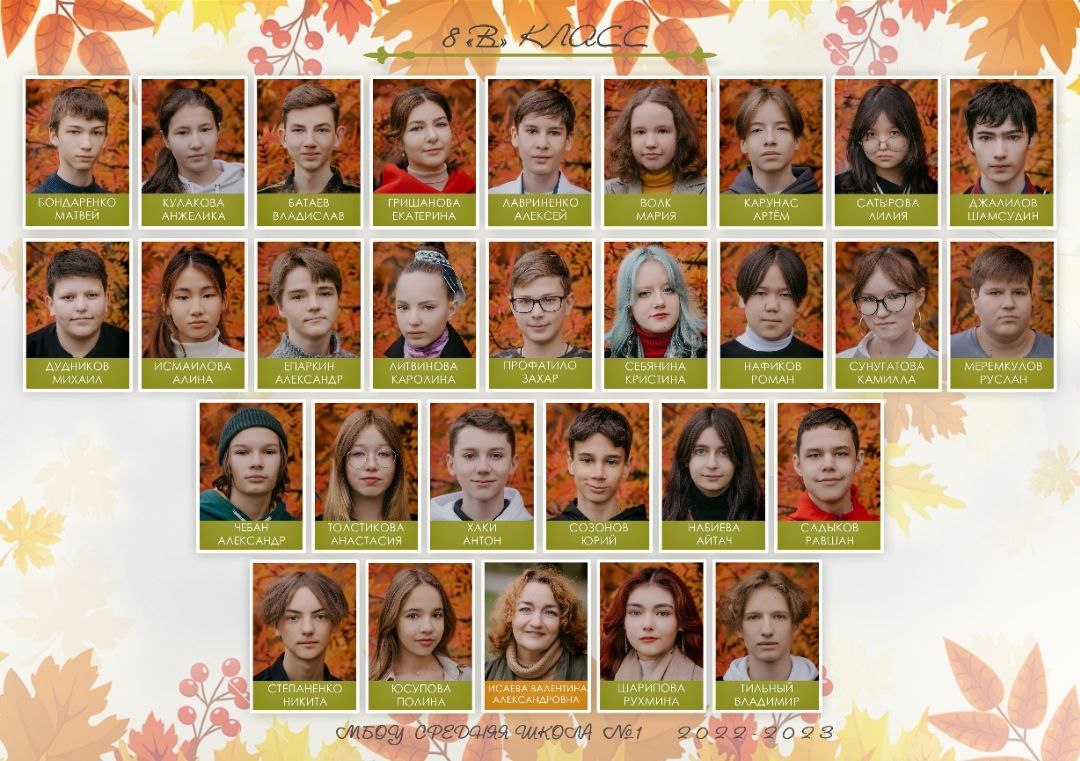 8 «В» КЛАСС
БОНДАРЕНКО
МАТВЕЙ
КУЛАКОВА
АНЖЕЛИКА
БАТАЕВ
ВЛАДИСЛАВ
ГРИШАНОВА
ЕКАТЕРИНА
ЛАВРИНЕНКО
АЛЕКСЕЙ
ВОЛК
МАРИЯ
КАРУНАС
АРТЁМ
САТЫРОВА
ЛИЛИЯ
ДЖАЛИЛОВ
ШАМСУДИН
ДУДНИКОВ
МИХАИЛ
ИСМАИЛОВА
АЛИНА
ЕПАРКИН
АЛЕКСАНДР
ЛИТВИНОВА
КАРОЛИНА
ПРОФАТИЛО
ЗАХАР
СЕБЯНИНА
КРИСТИНА
НАФИКОВ
РОМАН
СУНУГАТОВА
КАМИЛЛА
МЕРЕМКУЛОВ
РУСЛАН
ЧЕБАН
АЛЕКСАНДР
ТОЛСТИКОВА
АНАСТАСИЯ
ХАКИ
АНТОН
СОЗОНОВ
ЮРИЙ
НАБИЕВА
АЙТАЧ
САДЫКОВ
РАВШАН
СТЕПАНЕНКО
НИКИТА
ЮСУПОВА
ПОЛИНА
ИСАЕВА ВАЛЕНТИНА
АЛЕКСАНДРОВНА
ШАРИПОВА
РУХМИНА
ТИЛЬНЫЙ
ВЛАДИМИР
МБОУ СРЕДНЯЯ ШКОЛА №1 2022-2023